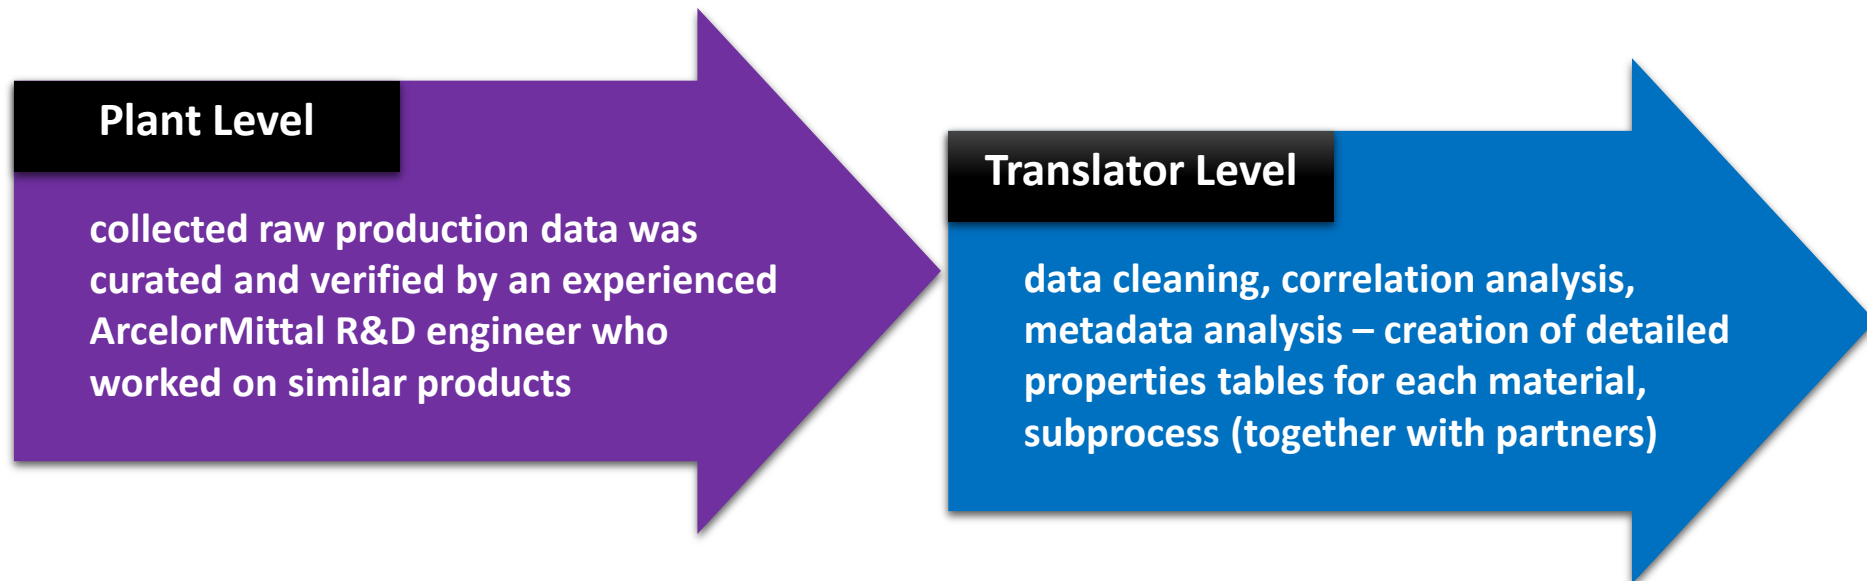 Plant Level
collected raw production data was
curated and verified by an experienced
ArcelorMittal R&D engineer who
worked on similar products
Translator Level
data cleaning, correlation analysis,
metadata analysis – creation of detailed
properties tables for each material,
subprocess (together with partners)